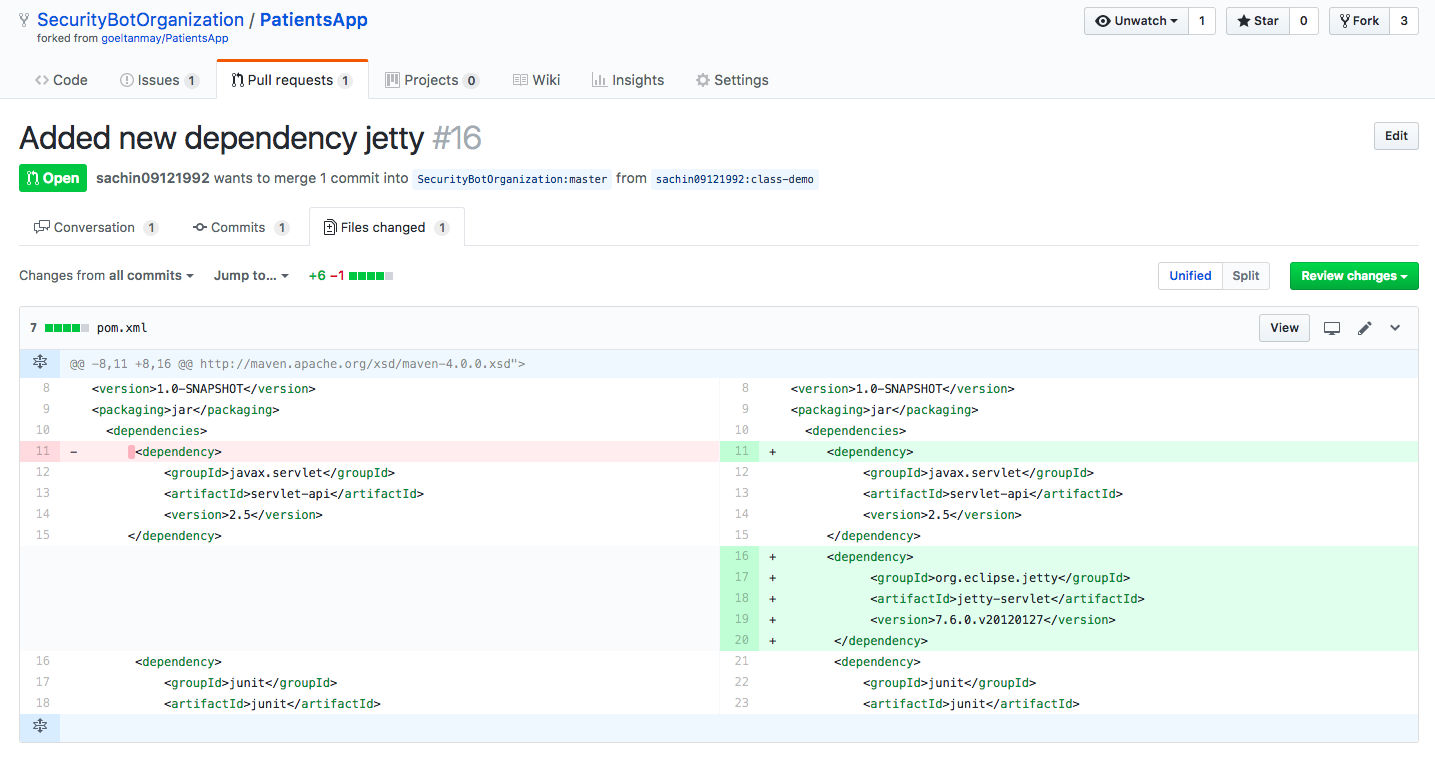 SecurityBotOrganization / PatientsApp
forked from goeltanmay/PatientsApp
Unwatch 1 Star 0 Fork 3
Code Issues 1 Pull requests 1 Projects 0 Wiki Insights Settings
Added new dependency jetty #16
Edit
Open sachin09121992 wants to merge 1 commit into SecurityBotOrganization:master from sachin09121992:class-demo
Conversation 1 Commits 1 Files changed 1
Changes from all commits Jump to... +6 −1
Unified Split Review changes
7 pom.xml View
@@ -8,11 +8,16 @@ http://maven.apache.org/xsd/maven-4.0.0.xsd">
8 <version>1.0-SNAPSHOT</version> 8 <version>1.0-SNAPSHOT</version>
9 <packaging>jar</packaging> 9 <packaging>jar</packaging>
10 <dependencies> 10 <dependencies>
11 - <dependency> 11 + <dependency>
12 <groupId>javax.servlet</groupId> 12 <groupId>javax.servlet</groupId>
13 <artifactId>servlet-api</artifactId> 13 <artifactId>servlet-api</artifactId>
14 <version>2.5</version> 14 <version>2.5</version>
15 </dependency> 15 </dependency>
16 + <dependency>
17 + <groupId>org.eclipse.jetty</groupId>
18 + <artifactId>jetty-servlet</artifactId>
19 + <version>7.6.0.v20120127</version>
20 + </dependency>
16 <dependency> 21 <dependency>
17 <groupId>junit</groupId> 22 <groupId>junit</groupId>
18 <artifactId>junit</artifactId> 23 <artifactId>junit</artifactId>